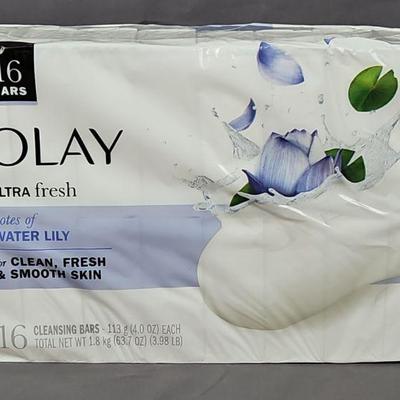 16
ARS
OLAY
LTRA fresh
otes of
WATER LILY
or CLEAN, FRESH
& SMOOTH SKIN
16 CLEANSING BARS - 113 g (4.0 OZ) EACH
TOTAL NET WT 1.8 kg (63.7 OZ) (3.98 LB)